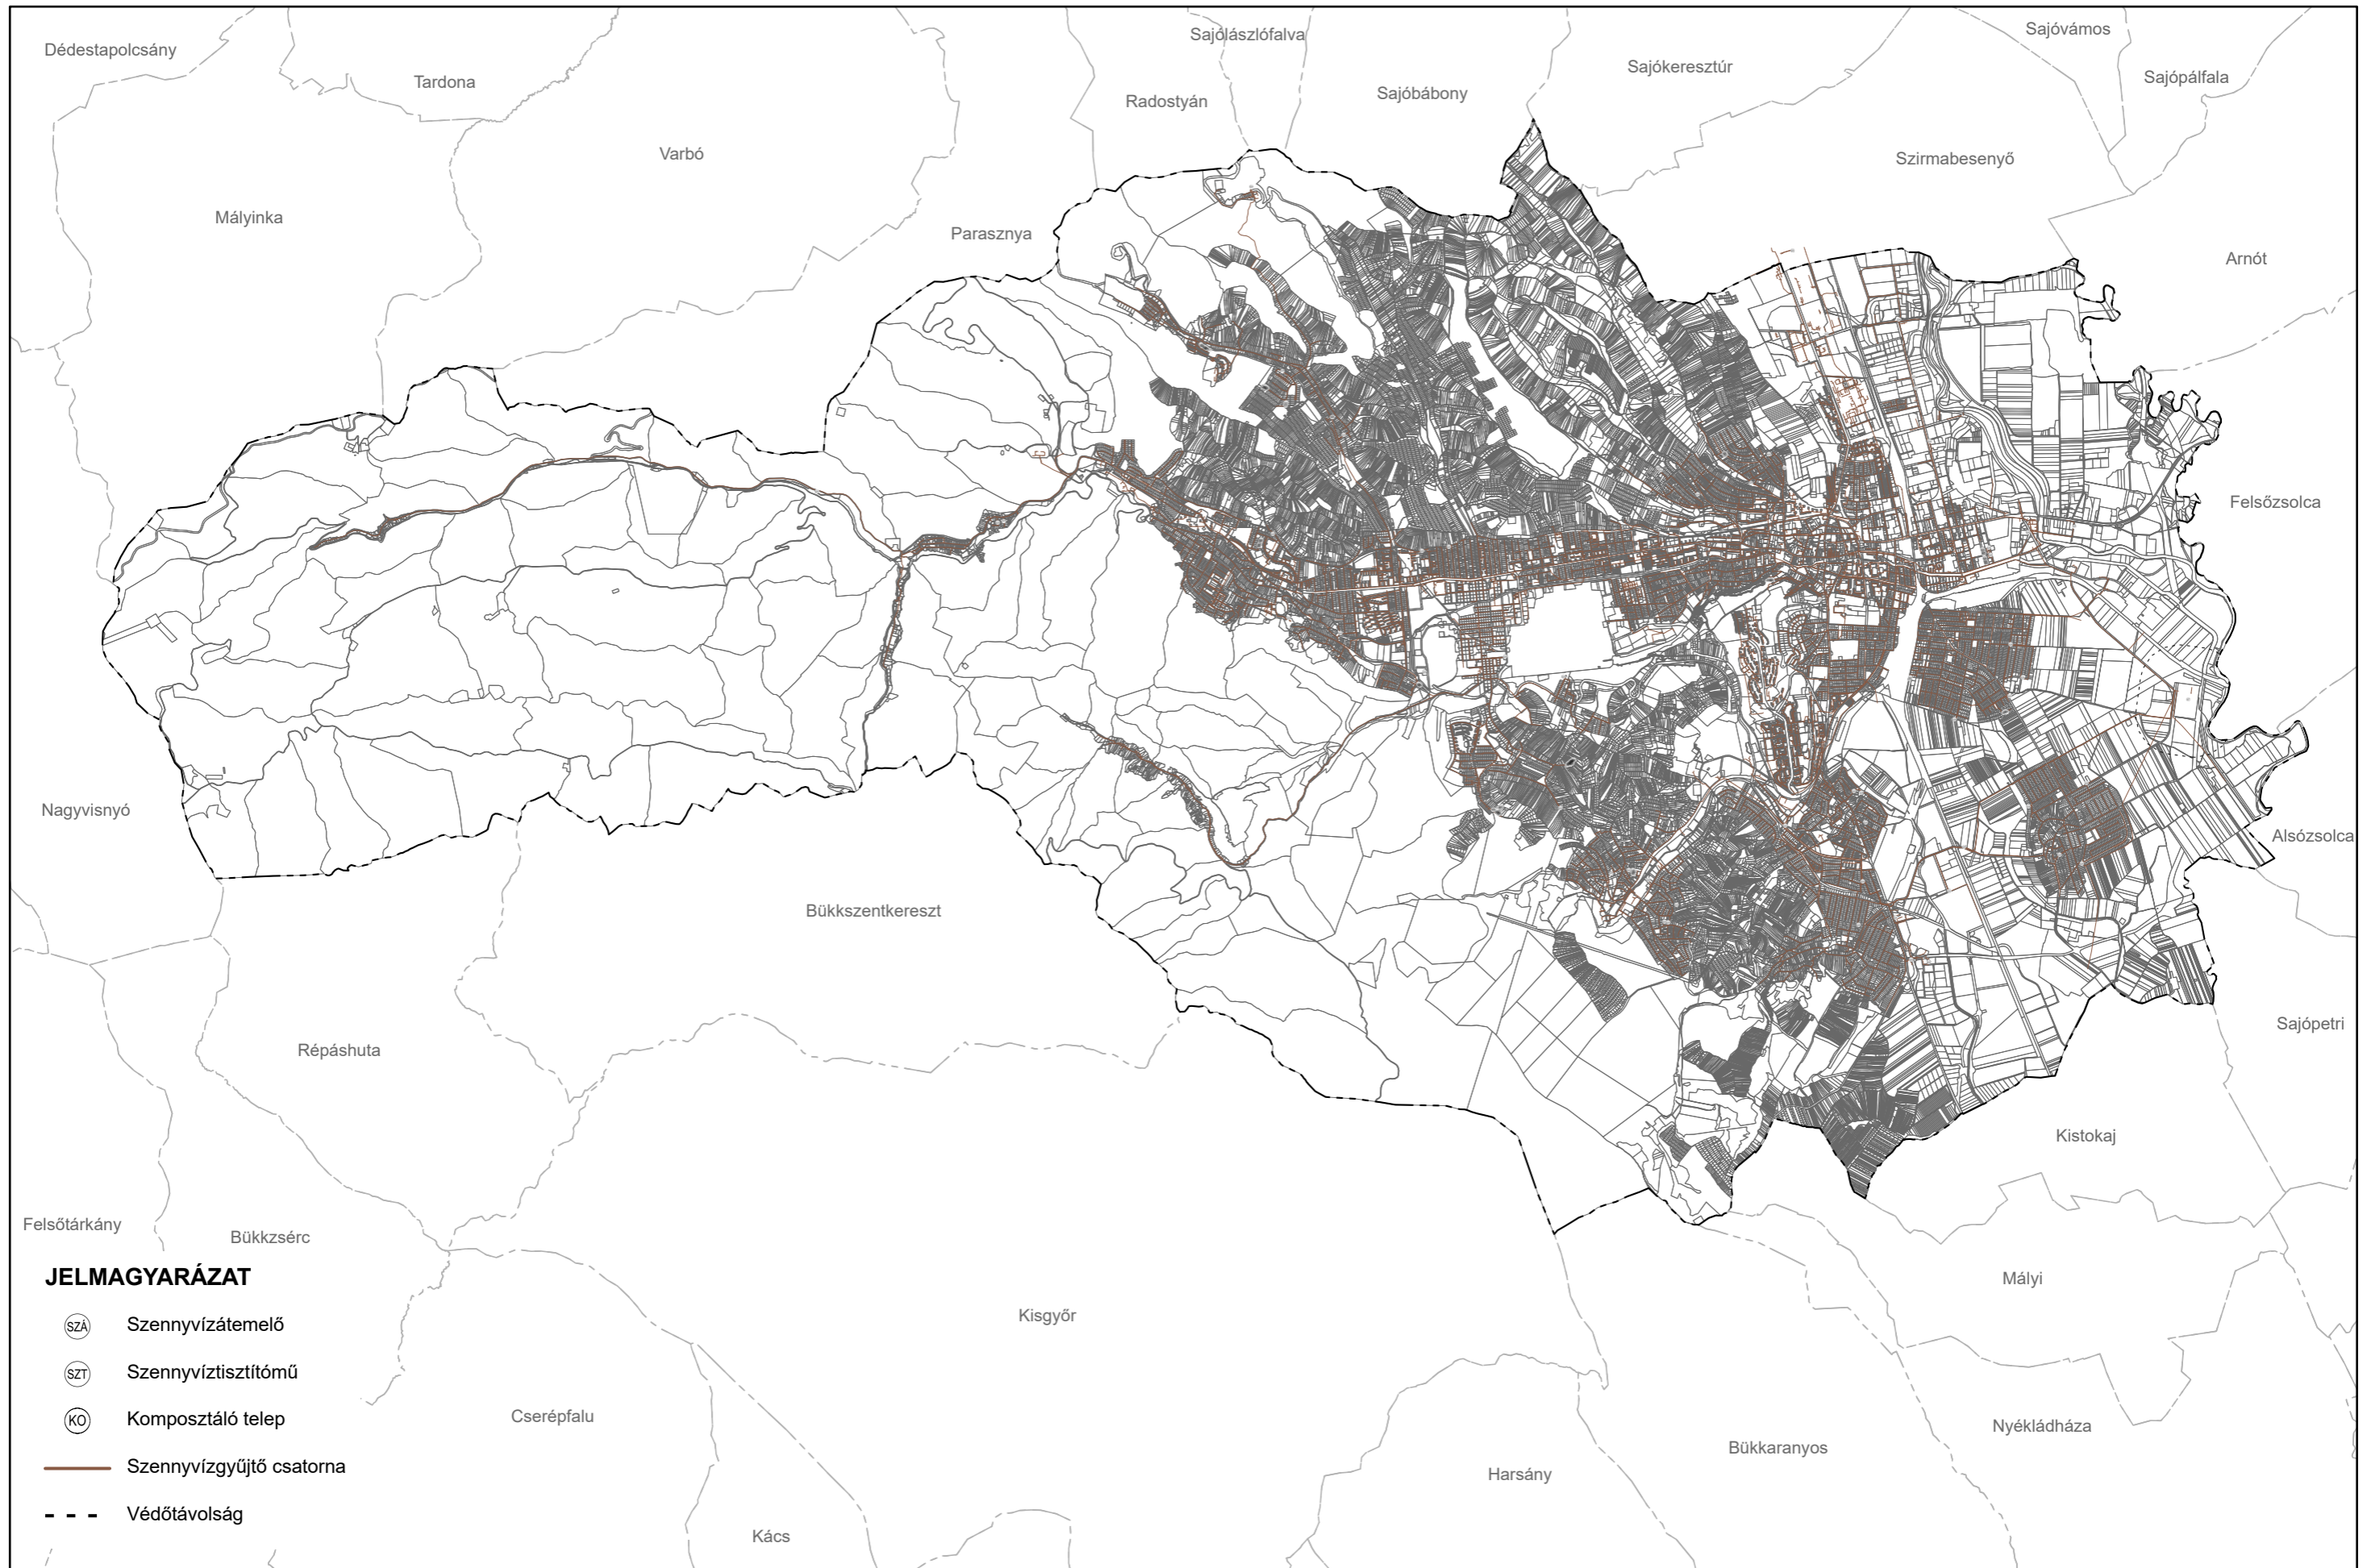 Dédestapolcsány
Tardona
Sajólászlófalva
Sajóvámos
Sajókeresztúr
Sajópálfala
Radostyán
Sajóbábony
Varbó
Szirmabesenyő
Mályinka
Parasznya
Arnót
Felsőzsolca
Nagyvisnyó
Alsózsolca
Bükkszentkereszt
Répáshuta
Sajópetri
Kistokaj
Felsőtárkány
Bükkzsérc
Mályi
Kisgyőr
Cserépfalu
Nyékládháza
Bükkaranyos
Harsány
Kács
JELMAGYARÁZAT
SZÁ Szennyvízátemelő
SZT Szennyvíztisztítómű
KO Komposztáló telep
Szennyvízgyűjtő csatorna
Védőtávolság